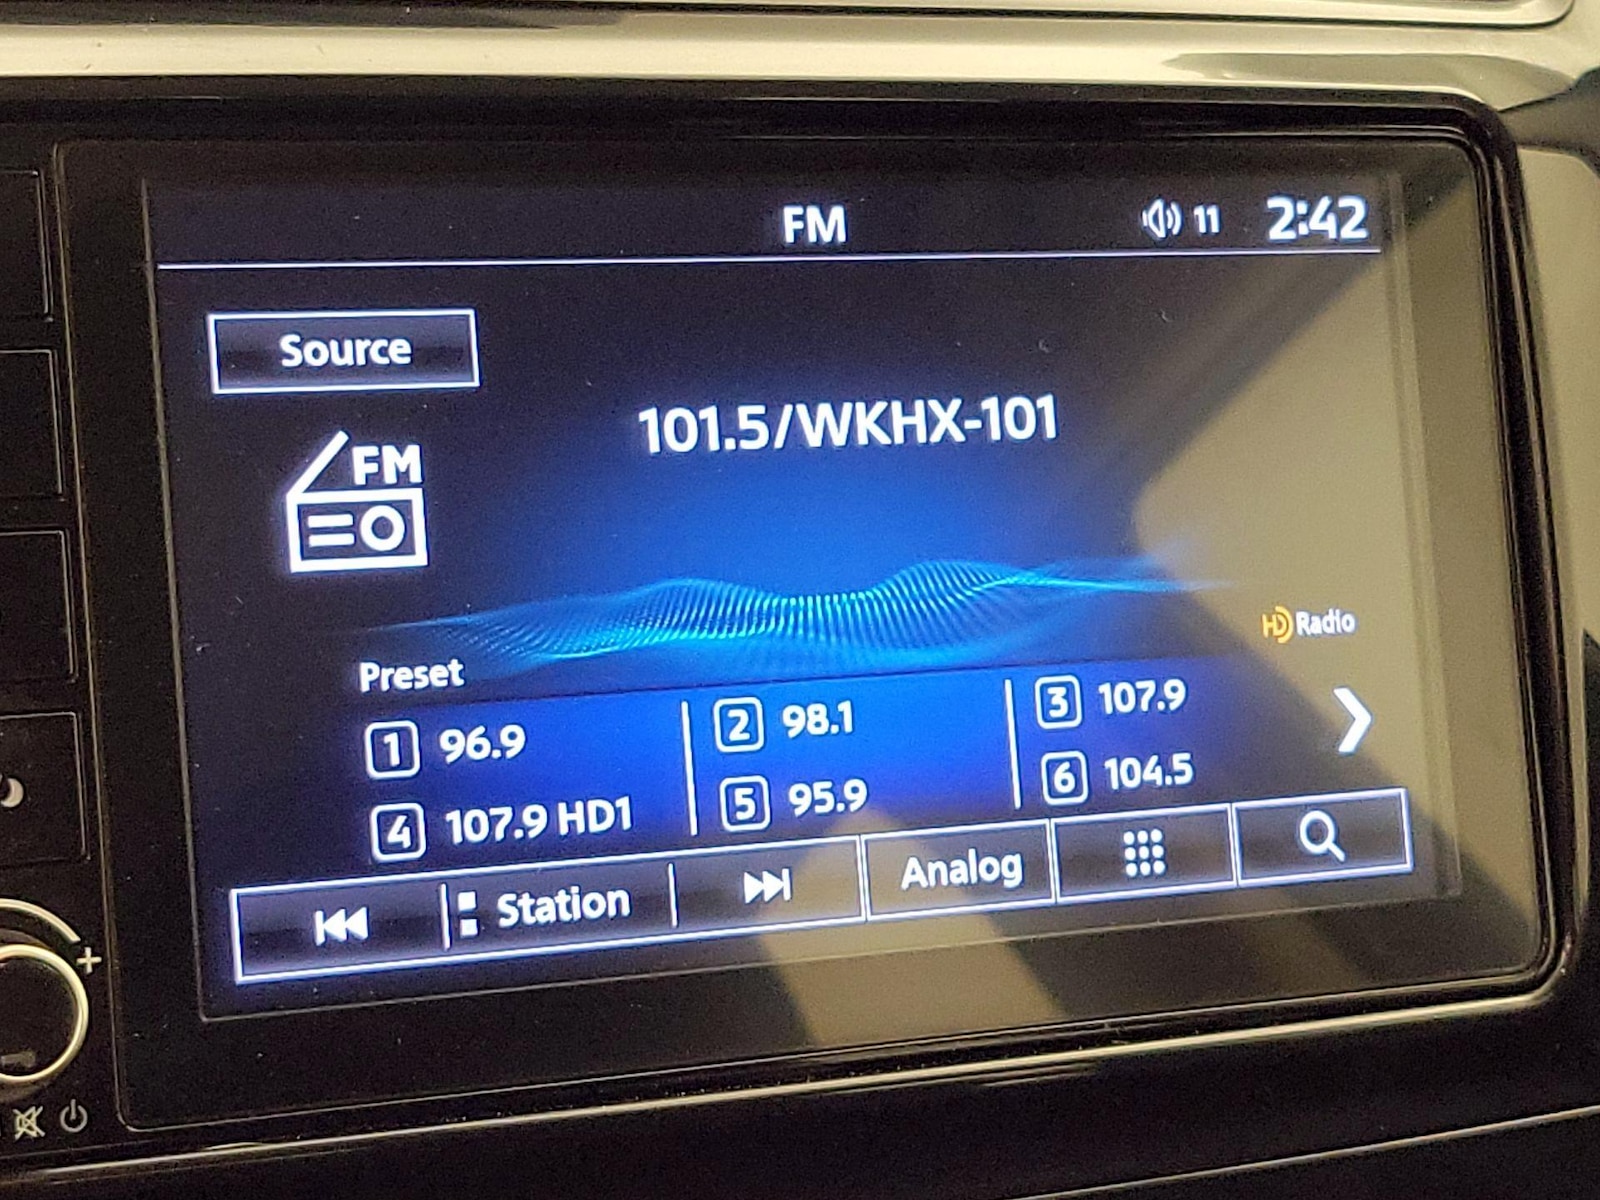 FM 11 2:42
Source
101.5/WKHX-101
FM
HD Radio
Preset
1 96.9 2 98.1 3 107.9
4 107.9 HD1 5 95.9 6 104.5
Station Analog
+